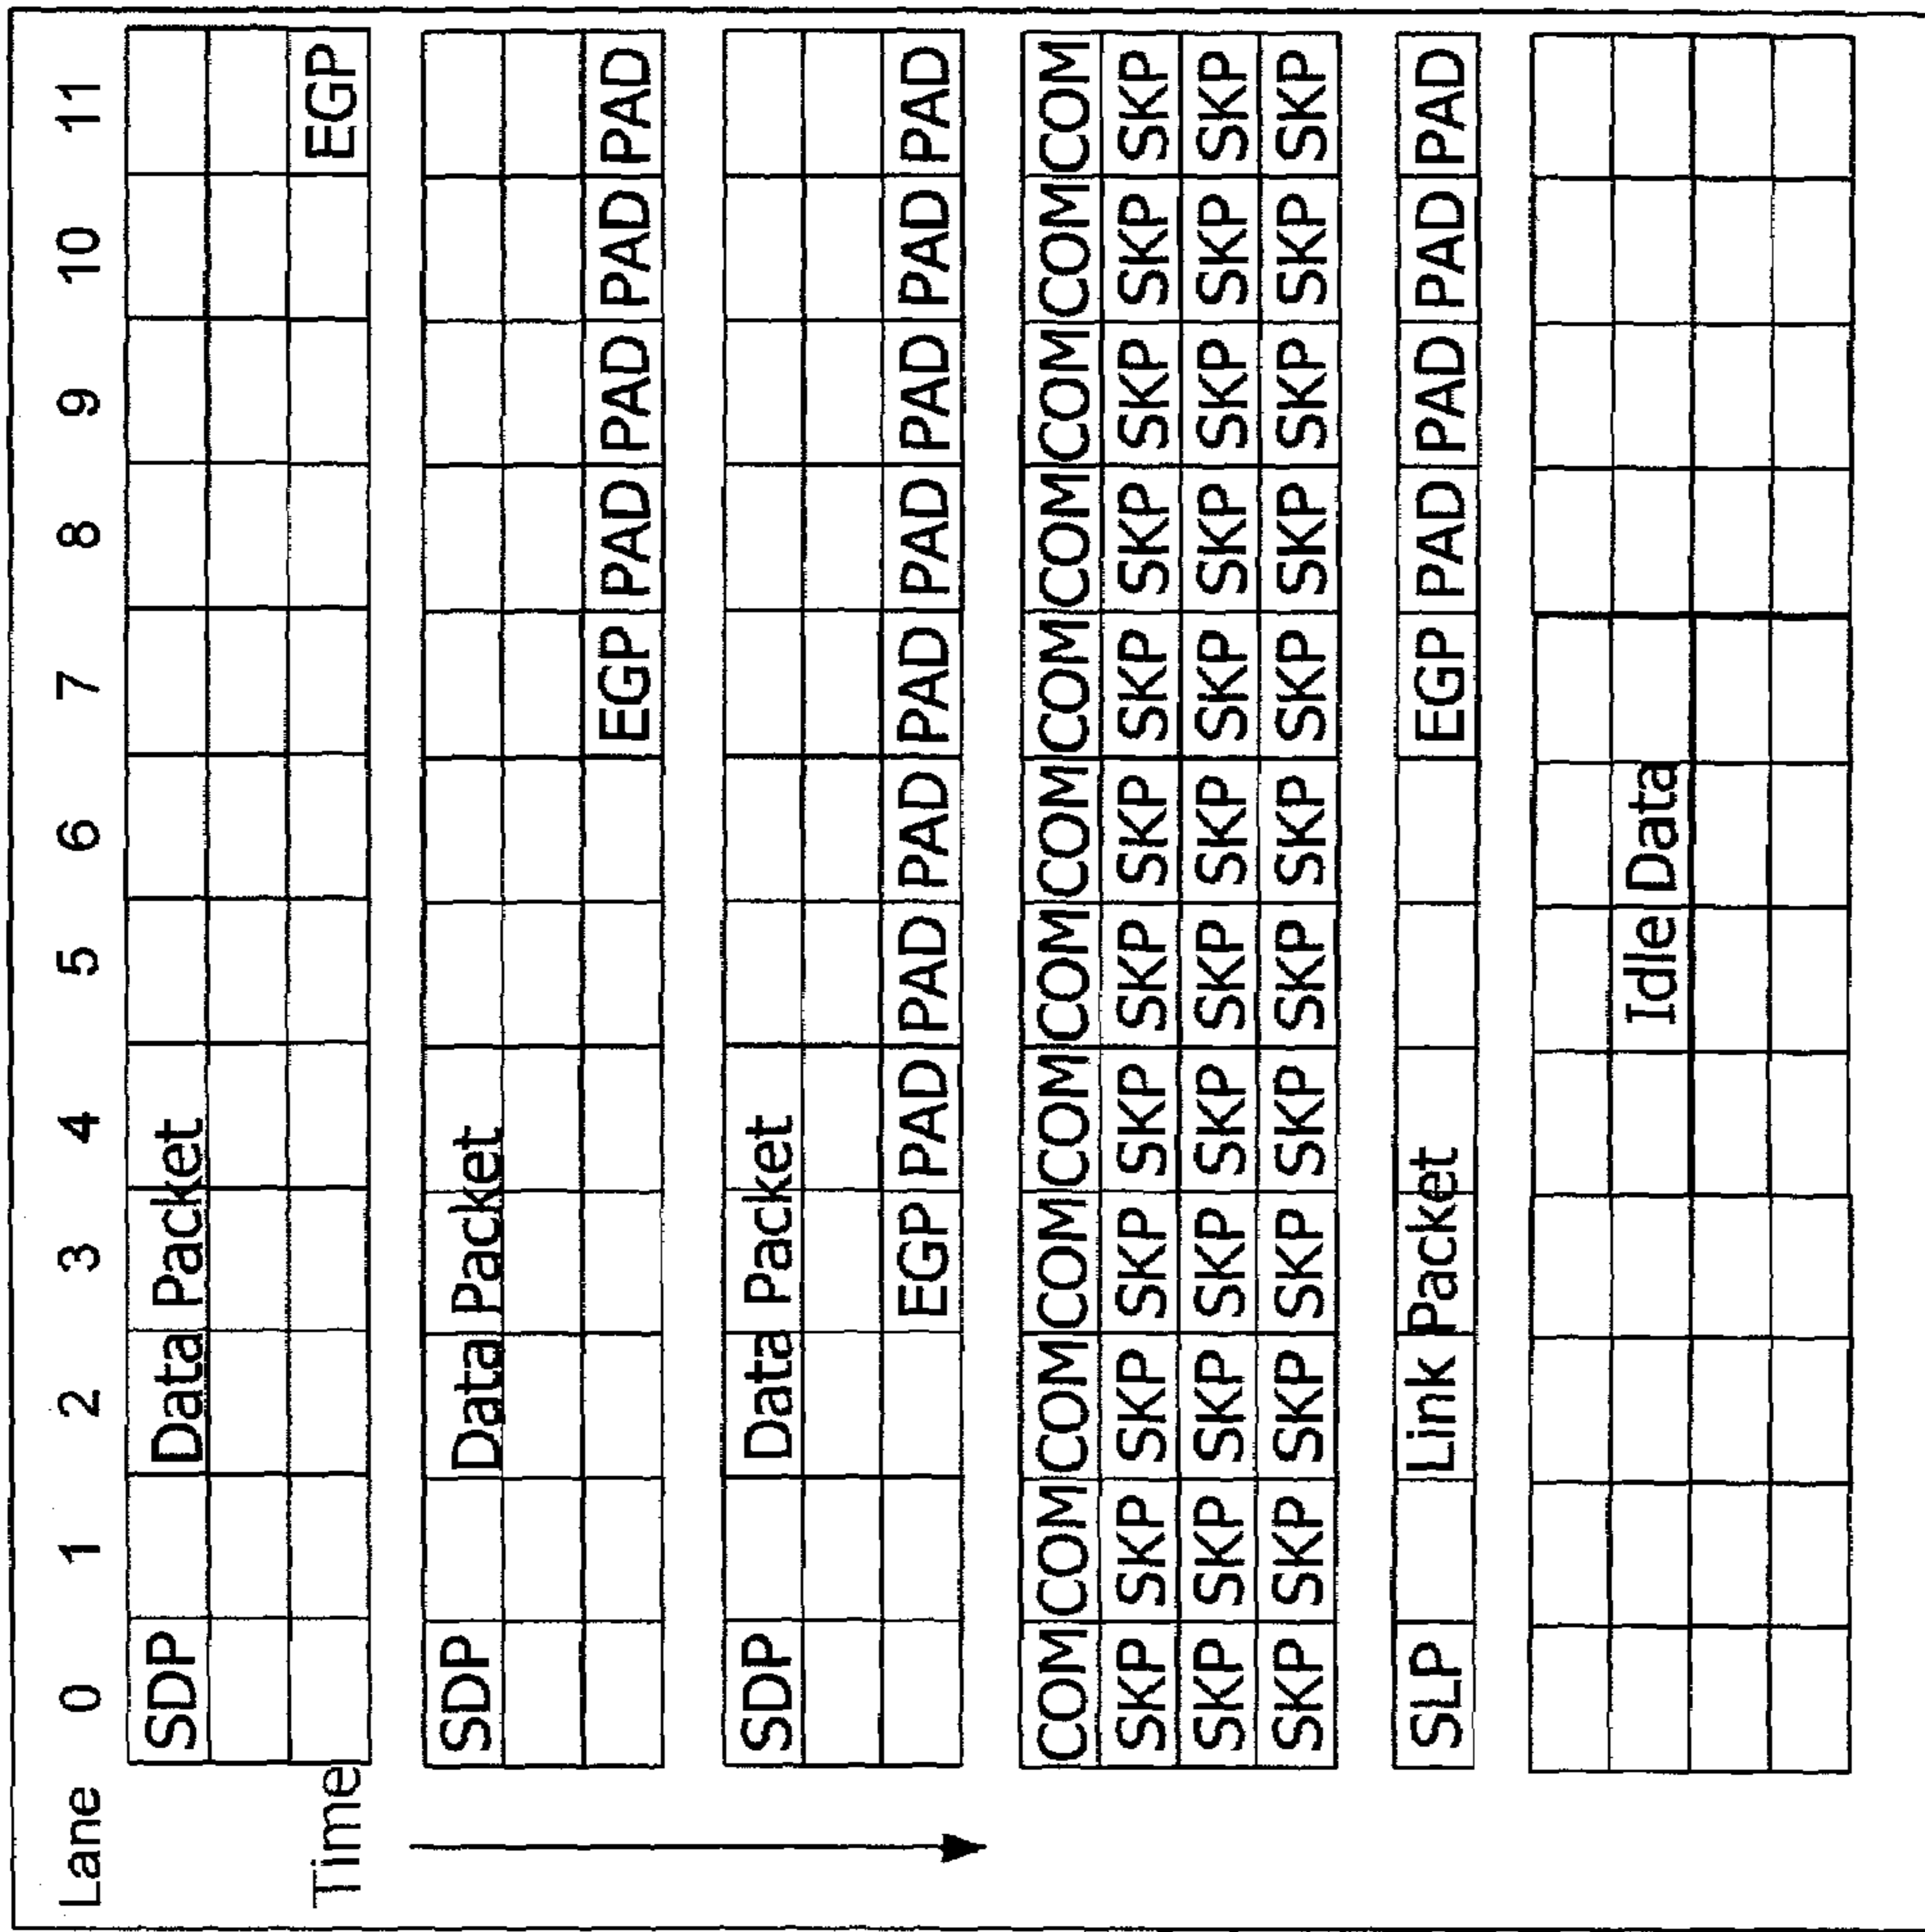 Lane 0 1 2 3 4 5 6 7 8 9 10 11
SDP Data Packet
Time EGP
SDP Data Packet
EGP PAD PAD PAD PAD
SDP Data Packet
EGP PAD PAD PAD PAD PAD PAD PAD PAD
COM COM COM COM COM COM COM COM COM COM COM COM
SKP SKP SKP SKP SKP SKP SKP SKP SKP SKP SKP SKP
SKP SKP SKP SKP SKP SKP SKP SKP SKP SKP SKP SKP
SKP SKP SKP SKP SKP SKP SKP SKP SKP SKP SKP SKP
SLP Link Packet EGP PAD PAD PAD PAD
Idle Data